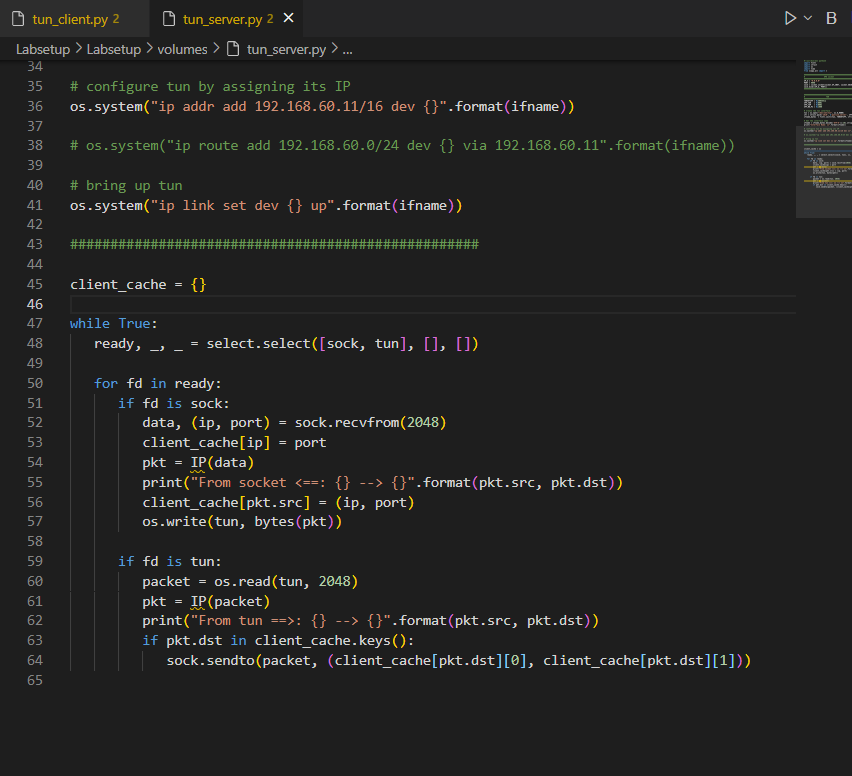 tun_client.py 2 tun_server.py 2 × B
Labsetup > Labsetup > volumes > tun_server.py > ...
34
35 # configure tun by assigning its IP
36 os.system("ip addr add 192.168.60.11/16 dev {}".format(ifname))
37
38 # os.system("ip route add 192.168.60.0/24 dev {} via 192.168.60.11".format(ifname))
39
40 # bring up tun
41 os.system("ip link set dev {} up".format(ifname))
42
43 ###################################################
44
45 client_cache = {}
46
47 while True:
48     ready, _, _ = select.select([sock, tun], [], [])
49
50     for fd in ready:
51         if fd is sock:
52             data, (ip, port) = sock.recvfrom(2048)
53             client_cache[ip] = port
54             pkt = IP(data)
55             print("From socket <==: {} --> {}".format(pkt.src, pkt.dst))
56             client_cache[pkt.src] = (ip, port)
57             os.write(tun, bytes(pkt))
58
59         if fd is tun:
60             packet = os.read(tun, 2048)
61             pkt = IP(packet)
62             print("From tun ==>: {} --> {}".format(pkt.src, pkt.dst))
63             if pkt.dst in client_cache.keys():
64                 sock.sendto(packet, (client_cache[pkt.dst][0], client_cache[pkt.dst][1]))
65